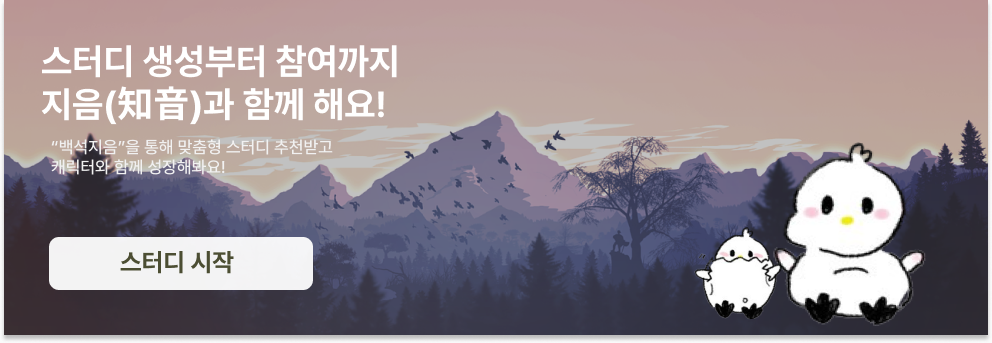 스터디 생성부터 참여까지
지음(知音)과 함께 해요!
“백석지음”을 통해 맞춤형 스터디 추천받고
캐릭터와 함께 성장해봐요!
스터디 시작